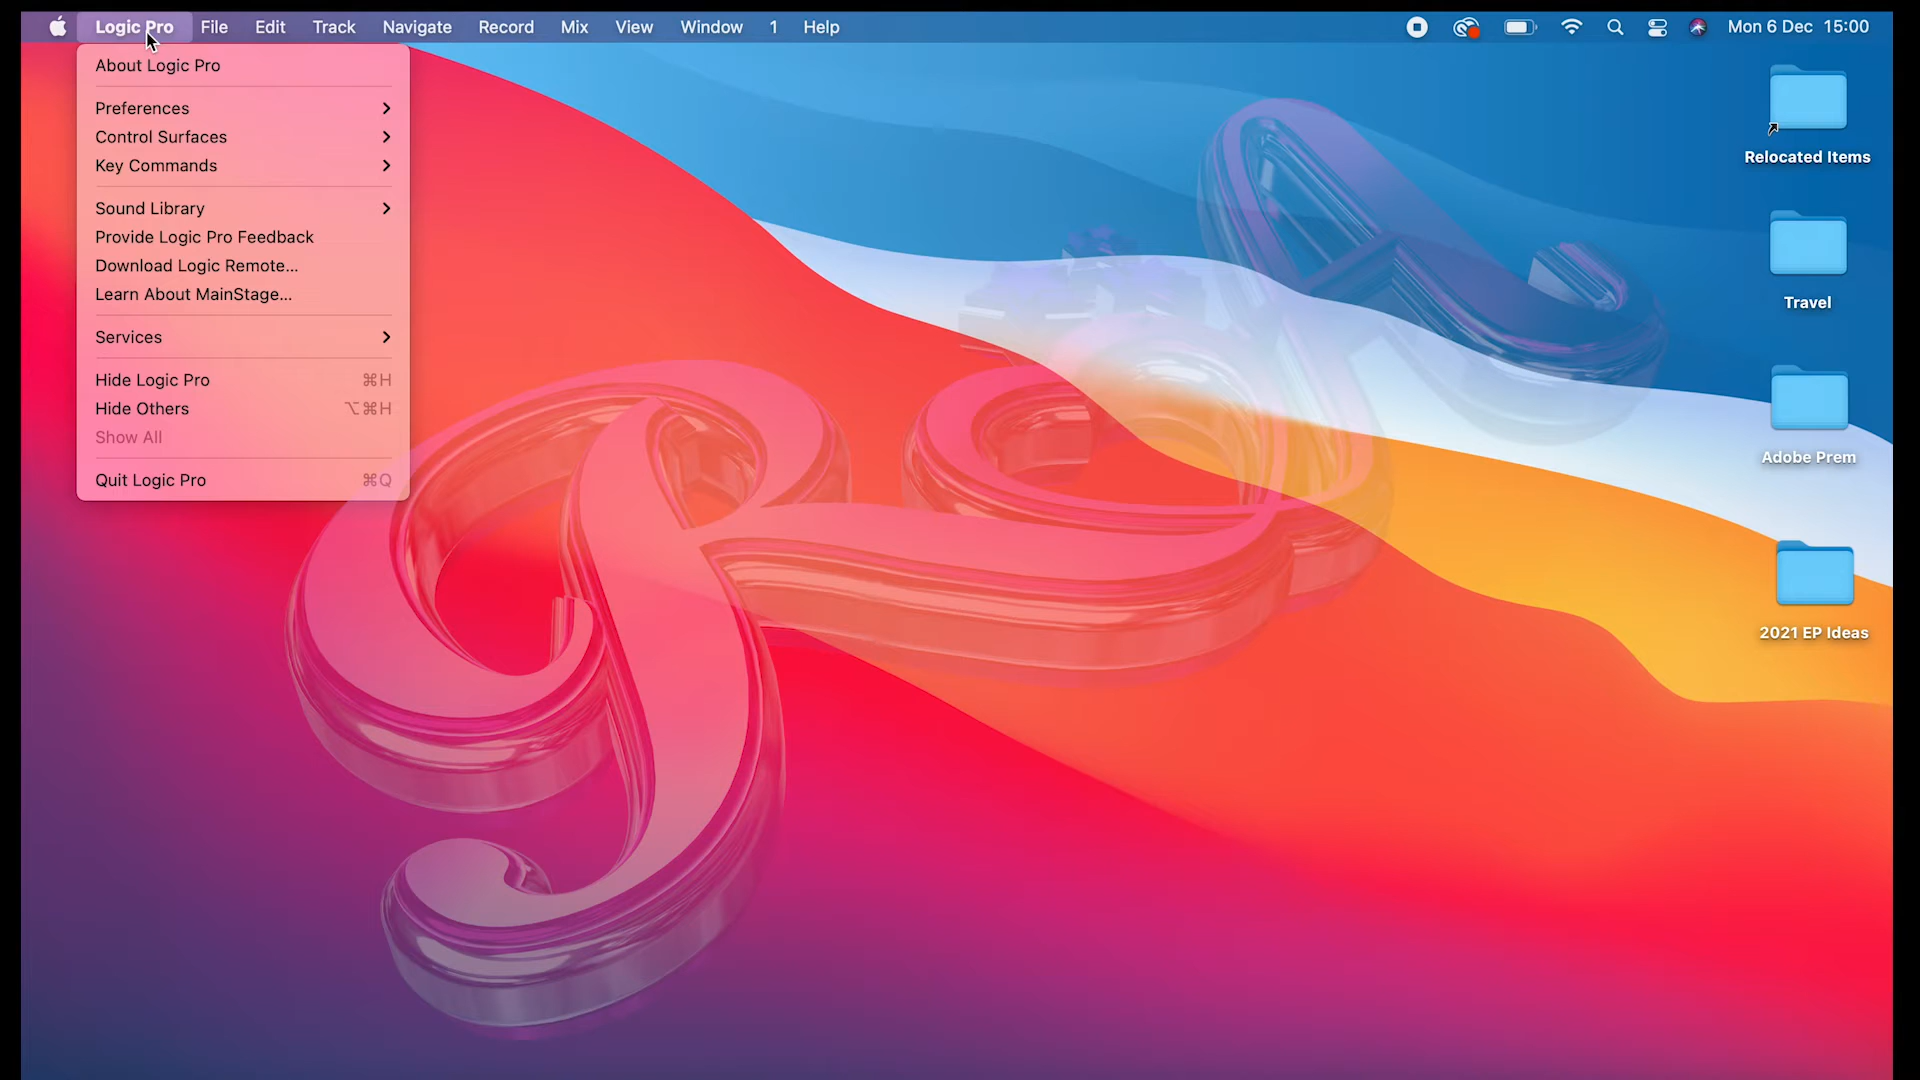 Logic Pro File Edit Track Navigate Record Mix View Window 1 Help Mon 6 Dec 15:00
About Logic Pro
Preferences
Control Surfaces
Key Commands
Sound Library
Provide Logic Pro Feedback
Download Logic Remote...
Learn About MainStage...
Services
Hide Logic Pro ⌘H
Hide Others ⌥⌘H
Show All
Quit Logic Pro ⌘Q
Relocated Items
Travel
Adobe Prem
2021 EP Ideas